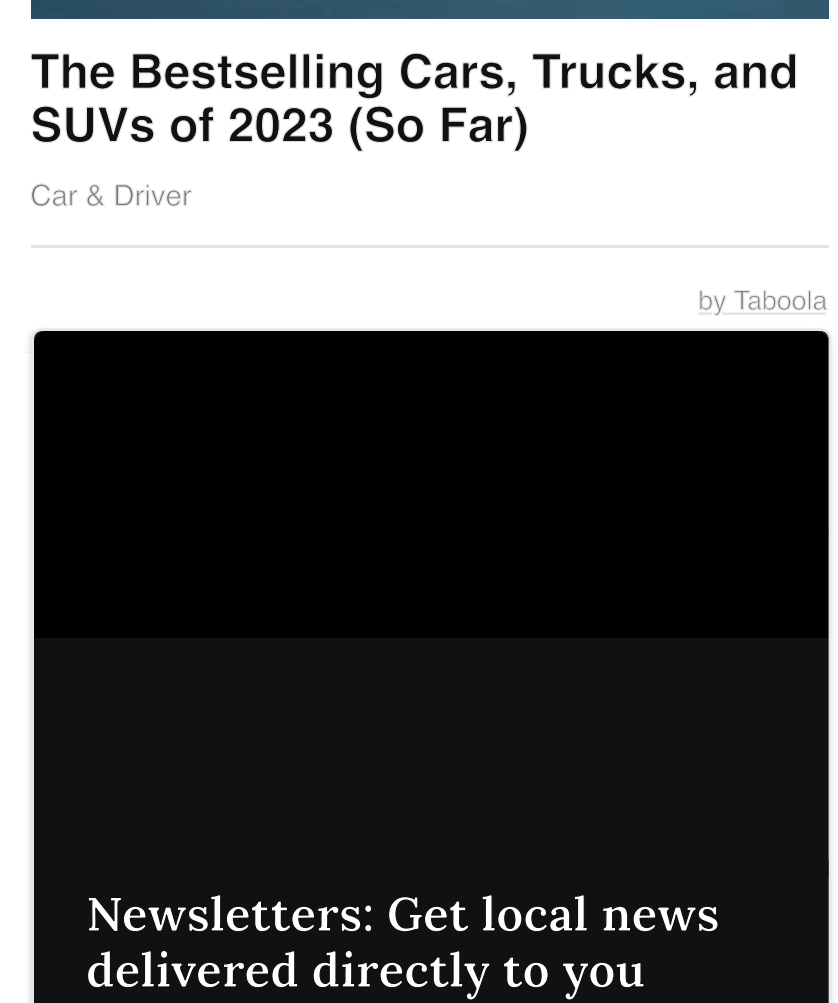 The Bestselling Cars, Trucks, and
SUVs of 2023 (So Far)
Car & Driver
by Taboola
Newsletters: Get local news
delivered directly to you